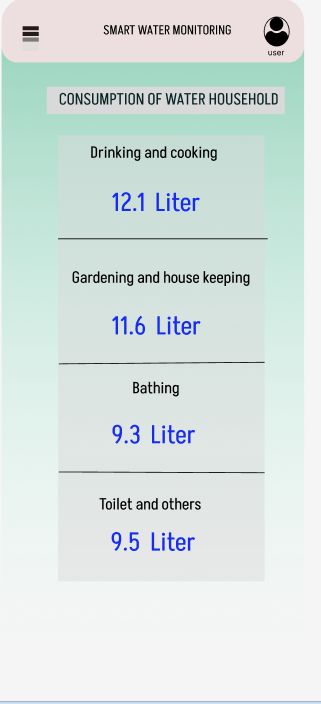 SMART WATER MONITORING
user
CONSUMPTION OF WATER HOUSEHOLD
Drinking and cooking
12.1 Liter
Gardening and house keeping
11.6 Liter
Bathing
9.3 Liter
Toilet and others
9.5 Liter